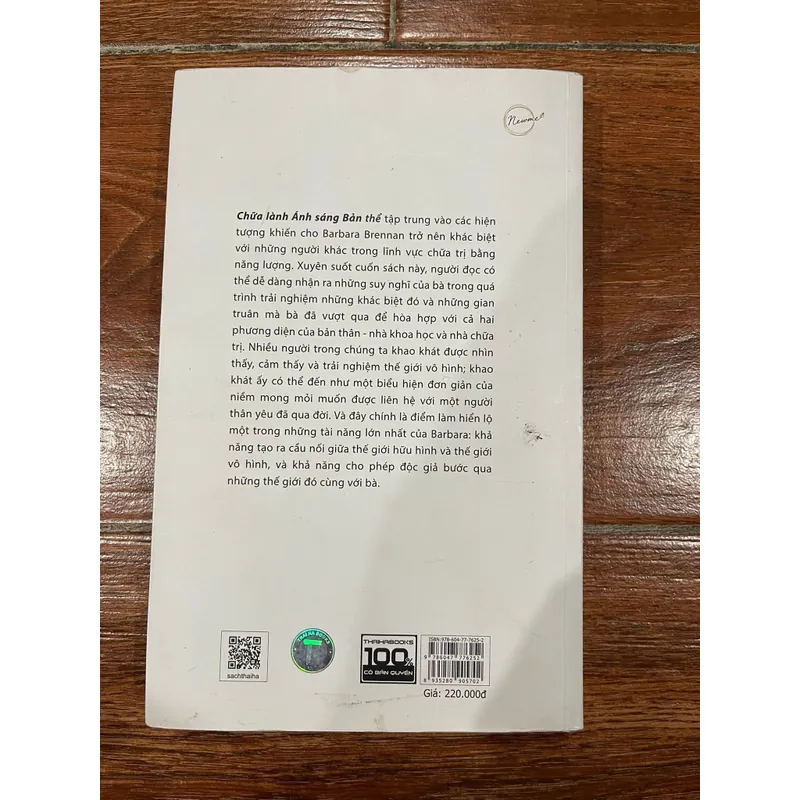 Newme
Chữa lành Ánh sáng Bản thể tập trung vào các hiện
tượng khiến cho Barbara Brennan trở nên khác biệt
với những người khác trong lĩnh vực chữa trị bằng
năng lượng. Xuyên suốt cuốn sách này, người đọc có
thể dễ dàng nhận ra những suy nghĩ của bà trong quá
trình trải nghiệm những khác biệt đó và những gian
truân mà bà đã vượt qua để hòa hợp với cả hai
phương diện của bản thân - nhà khoa học và nhà chữa
trị. Nhiều người trong chúng ta khao khát được nhìn
thấy, cảm thấy và trải nghiệm thế giới vô hình; khao
khát ấy có thể đến như một biểu hiện đơn giản của
niềm mong mỏi muốn được liên hệ với một người
thân yêu đã qua đời. Và đây chính là điểm làm hiển lộ
một trong những tài năng lớn nhất của Barbara: khả
năng tạo ra cầu nối giữa thế giới hữu hình và thế giới
vô hình, và khả năng cho phép độc giả bước qua
những thế giới đó cùng với bà.
sachthaiha
THAI HA BOOKS
THAIHABOOKS
100%
CÓ BẢN QUYỀN
ISBN: 978-604-77-7625-2
9 786047 776252
8 935280 905702
Giá: 220.000đ